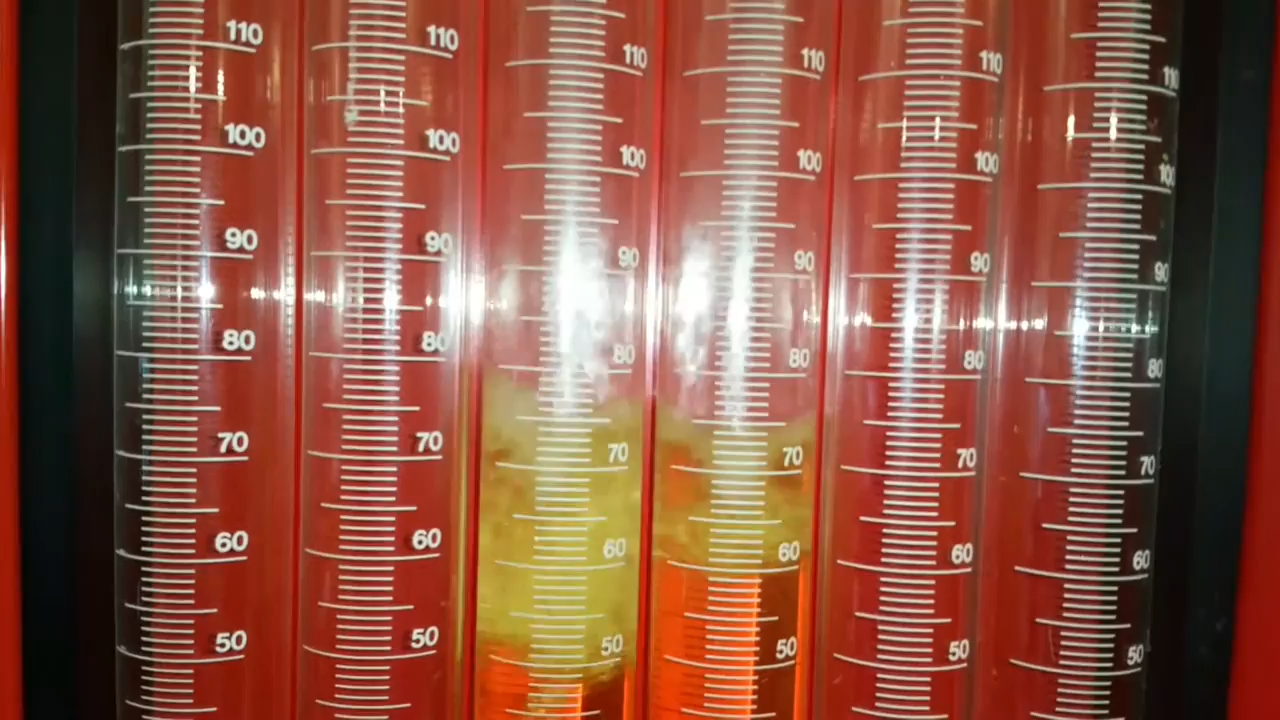 110 110 110 110 110 110
100 100 100 100 100 100
90 90 90 90 90 90
80 80 80 80 80 80
70 70 70 70 70 70
60 60 60 60 60 60
50 50 50 50 50 50